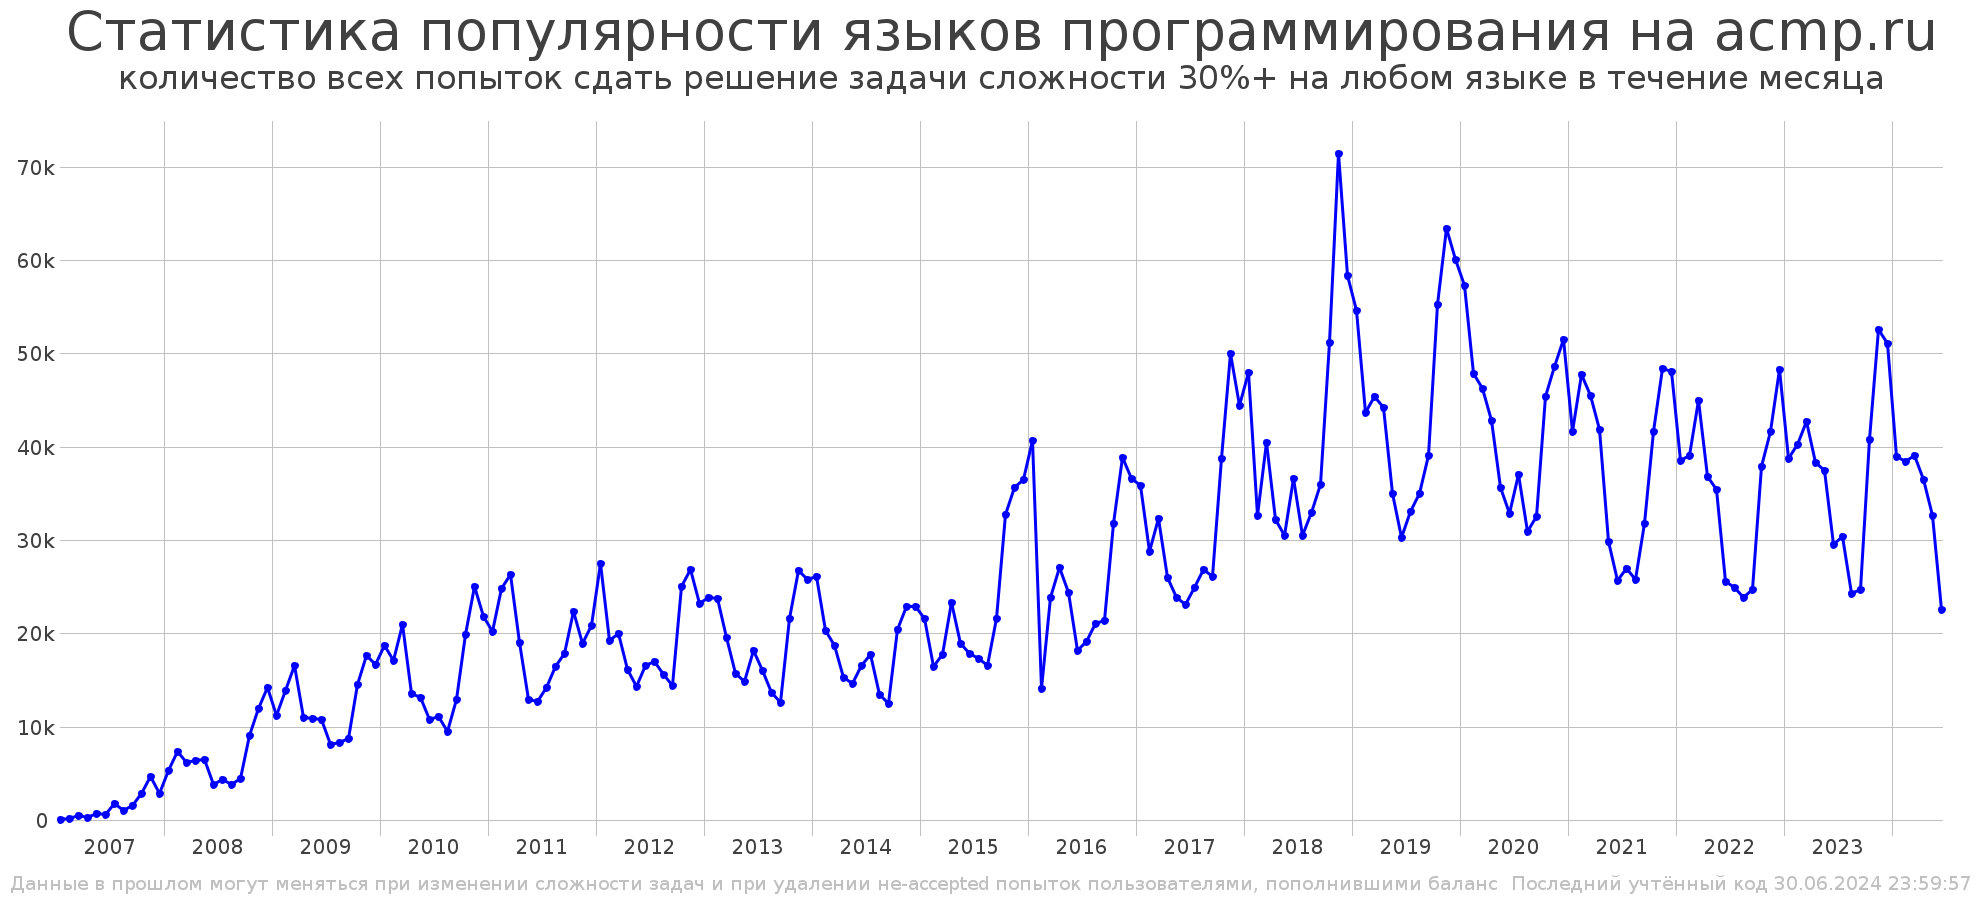 Статистика популярности языков программирования на acmp.ru
количество всех попыток сдать решение задачи сложности 30%+ на любом языке в течение месяца
70k
60k
50k
40k
30k
20k
10k
0
2007 2008 2009 2010 2011 2012 2013 2014 2015 2016 2017 2018 2019 2020 2021 2022 2023
Данные в прошлом могут меняться при изменении сложности задач и при удалении не-accepted попыток пользователями, пополнившими баланс Последний учтённый код 30.06.2024 23:59:57